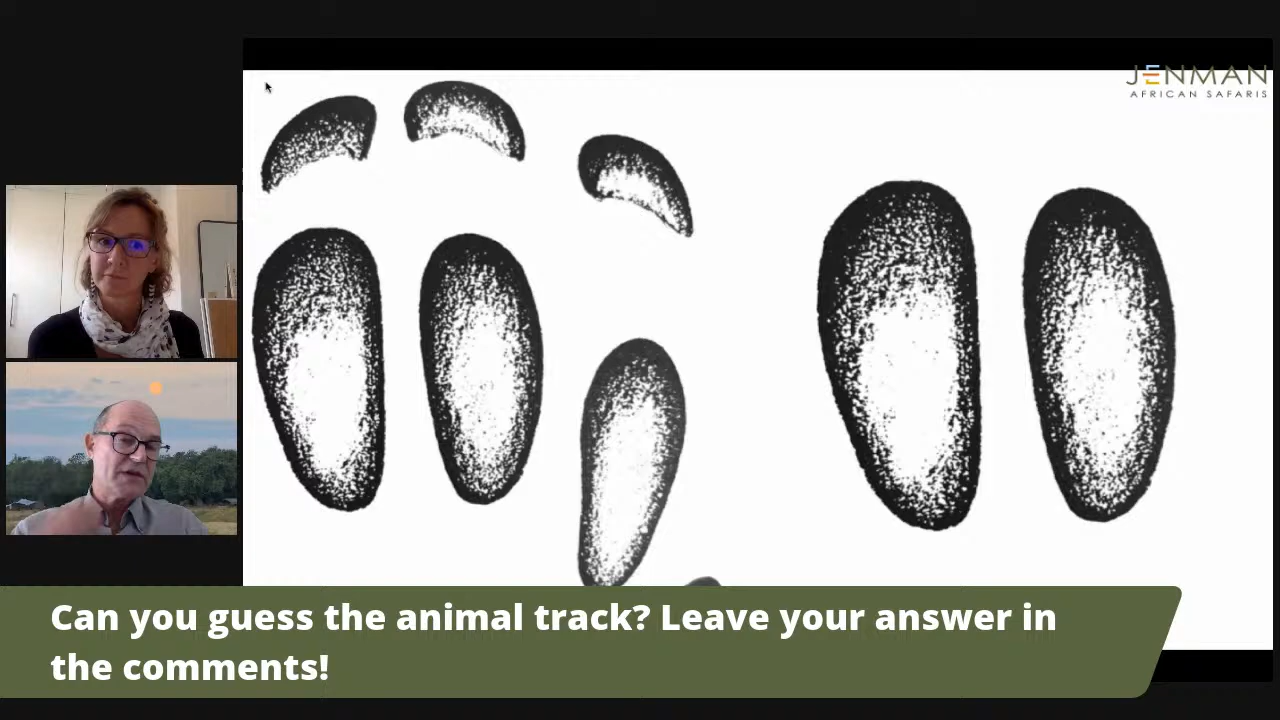 JENMAN
AFRICAN SAFARIS
Can you guess the animal track? Leave your answer in
the comments!